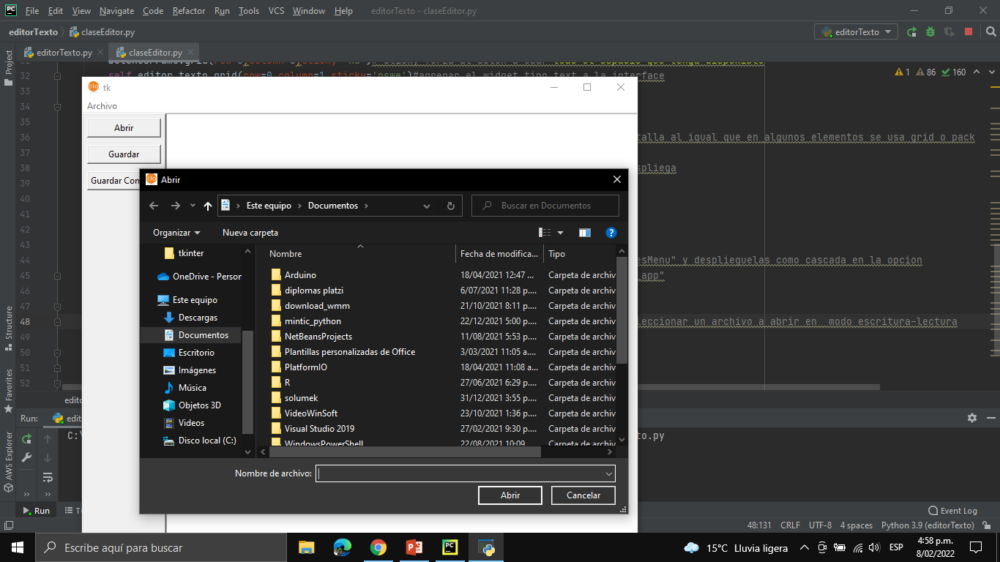 File Edit View Navigate Code Refactor Run Tools VCS Window Help editorTexto - claseEditor.py
editorTexto claseEditor.py editorTexto
editorTexto.py claseEditor.py
32 self.editor_texto.grid(row=0,column=1,sticky='nswe')#agregar el widget tipo text a la interface
1 86 160
33
34
35
36 talla al igual que en algunos elementos se usa grid o pack
37
38 spliega
39
40
41
42
43
44 esMenu" y despliequelas como cascada en la opcion
45 app"
47
48 leccionar un archivo a abrir en modo escritura-lectura
49
50
51
52
Project
Structure
Favorites
AWS Explorer
tk
Archivo
Abrir
Guardar
Guardar Con
Abrir
Este equipo Documentos
Buscar en Documentos
Organizar Nueva carpeta
tkinter
OneDrive - Person
Este equipo
Descargas
Documentos
Escritorio
Imágenes
Música
Objetos 3D
Videos
Disco local (C:)
Nombre Fecha de modifica... Tipo
Arduino 18/04/2021 12:47 ... Carpeta de archiv
diplomas platzi 6/07/2021 11:28 p.... Carpeta de archiv
download_wmm 21/10/2021 8:11 p.... Carpeta de archiv
mintic_python 22/12/2021 5:00 p.... Carpeta de archiv
NetBeansProjects 11/08/2021 5:53 p.... Carpeta de archiv
Plantillas personalizadas de Office 3/03/2021 11:05 a.... Carpeta de archiv
PlatformIO 18/04/2021 11:08 a... Carpeta de archiv
R 27/06/2021 6:29 p.... Carpeta de archiv
solumek 31/12/2021 3:55 p.... Carpeta de archiv
VideoWinSoft 23/10/2021 1:36 p.... Carpeta de archiv
Visual Studio 2019 27/02/2021 9:30 p.... Carpeta de archiv
WindowsPowerShell 22/08/2021 10:09 Carpeta de archiv
Nombre de archivo:
Abrir Cancelar
edito
Run: edit
C:\ to.py
Run
Event Log
48:131 CRLF UTF-8 4 spaces Python 3.9 (editorTexto)
Escribe aquí para buscar
15°C Lluvia ligera
ESP
4:58 p.m.
8/02/2022